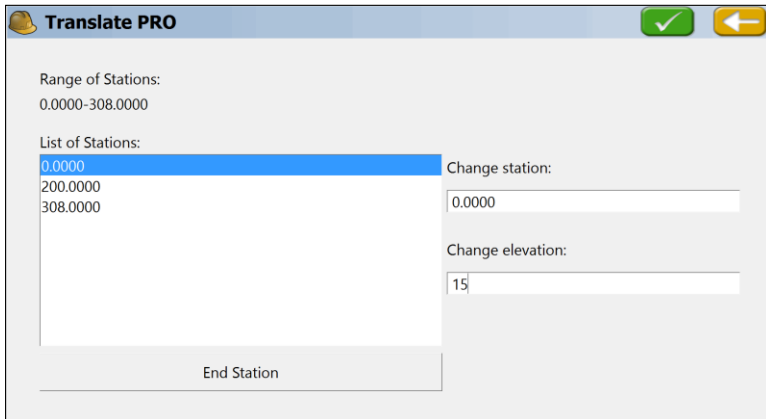 Translate PRO
Range of Stations:
0.0000-308.0000
List of Stations:
0.0000
200.0000
308.0000
Change station:
0.0000
Change elevation:
15
End Station